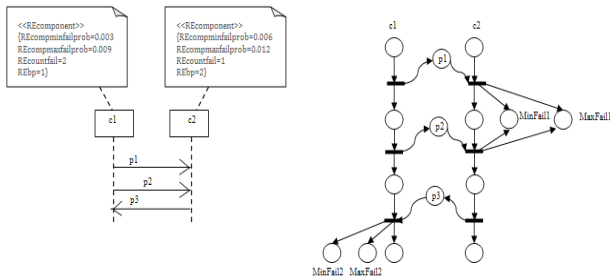 <<REcomponent>>
{REcompminfailprob=0.003
REcompmaxfailprob=0.009
REcountfail=2
REbp=1}
<<REcomponent>>
{REcompminfailprob=0.006
REcompmaxfailprob=0.012
REcountfail=1
REbp=2}
c1
c2
p1
p2
p3
c1
c2
p1
MinFail1
MaxFail1
p2
p3
MinFail2
MaxFail2